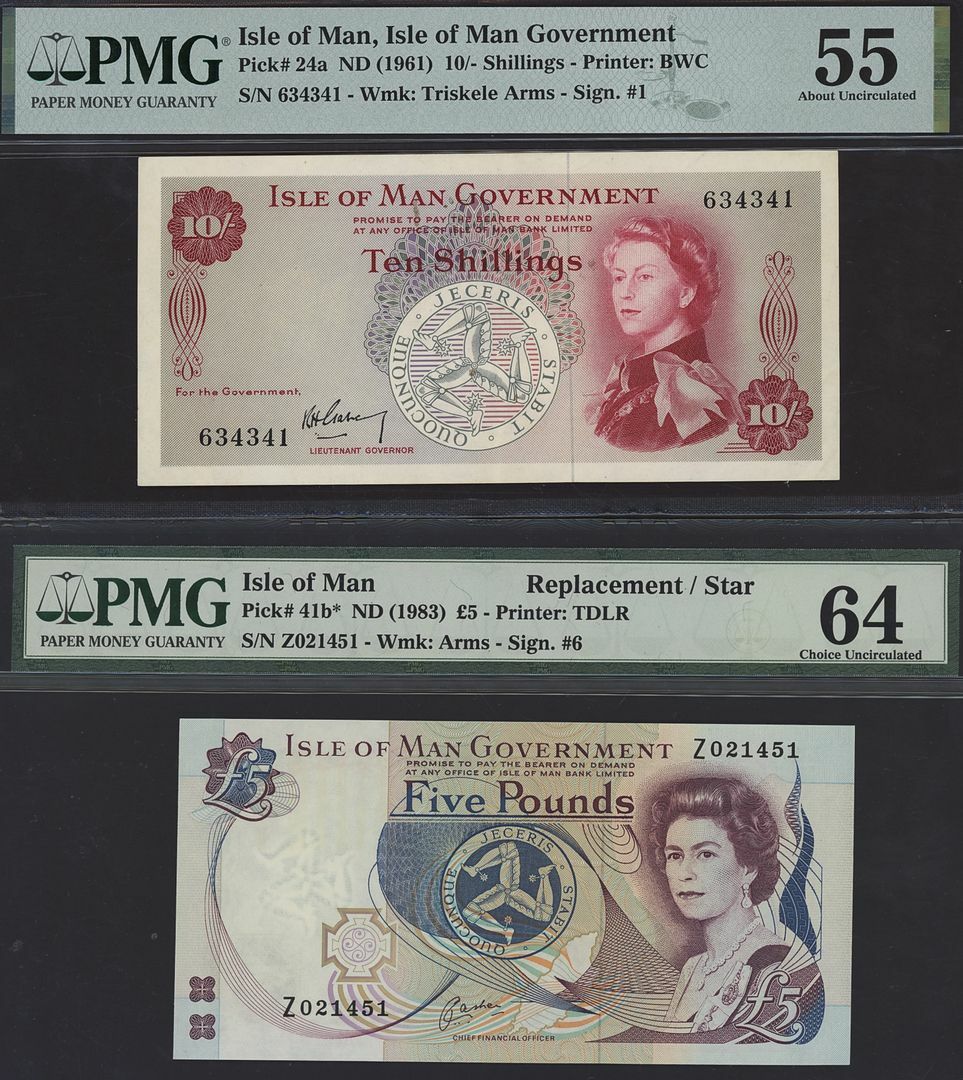 PMG®
PAPER MONEY GUARANTY
Isle of Man, Isle of Man Government
Pick# 24a ND (1961) 10/- Shillings - Printer: BWC
S/N 634341 - Wmk: Triskele Arms - Sign. #1
55
About Uncirculated
ISLE OF MAN GOVERNMENT
634341
10/-
PROMISE TO PAY THE BEARER ON DEMAND
AT ANY OFFICE OF ISLE OF MAN BANK LIMITED
Ten Shillings
QUOCUNQUE · JECERIS · STABIT ·
For the Government,
634341
LIEUTENANT GOVERNOR
10/-
PMG
PAPER MONEY GUARANTY
Isle of Man Replacement / Star
Pick# 41b* ND (1983) £5 - Printer: TDLR
S/N Z021451 - Wmk: Arms - Sign. #6
64
Choice Uncirculated
ISLE OF MAN GOVERNMENT
Z021451
£5
PROMISE TO PAY THE BEARER ON DEMAND
AT ANY OFFICE OF ISLE OF MAN BANK LIMITED
Five Pounds
QUOCUNQUE · JECERIS · STABIT ·
Z021451
CHIEF FINANCIAL OFFICER
£5